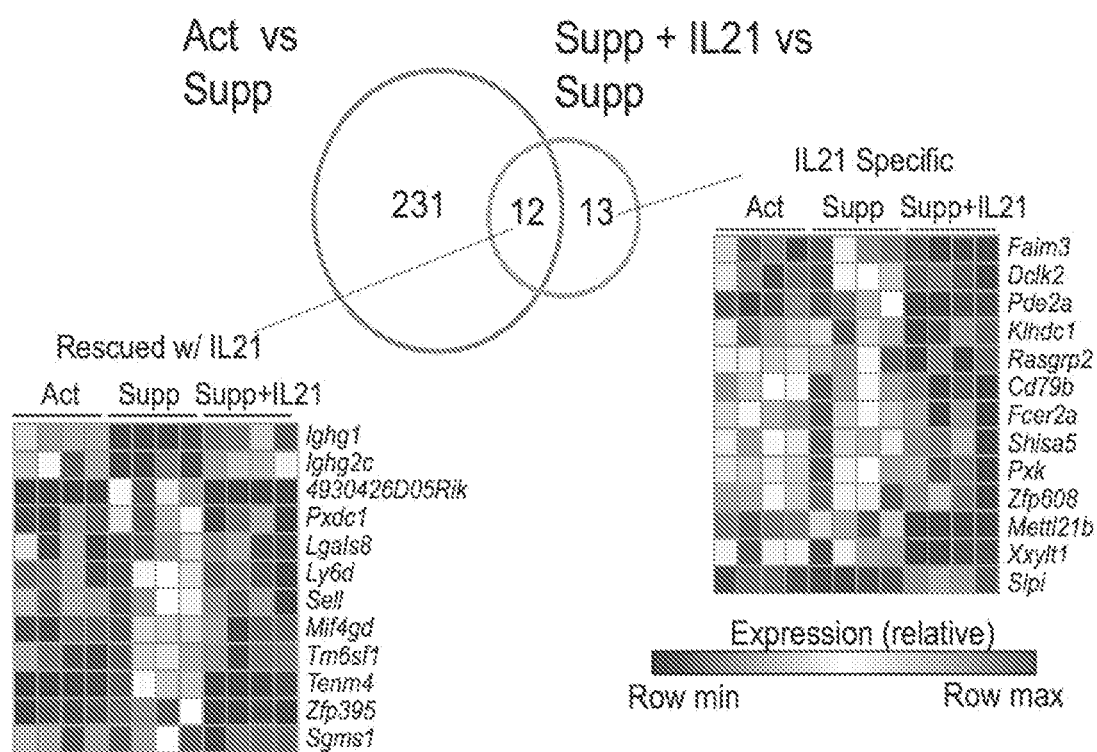 Act vs
Supp
Supp + IL21 vs
Supp
231
12
13
IL21 Specific
Act Supp Supp+IL21
Faim3
Dclk2
Pde2a
Klhdc1
Rasgrp2
Cd79b
Fcer2a
Shisa5
Pxk
Zfp608
Mettl21b
Xxylt1
Slpi
Expression (relative)
Row min Row max
Rescued w/ IL21
Act Supp Supp+IL21
Ighg1
Ighg2c
4930426D05Rik
Pxdc1
Lgals8
Ly6d
Sell
Mif4gd
Tm6sf1
Tenm4
Zfp395
Sgms1